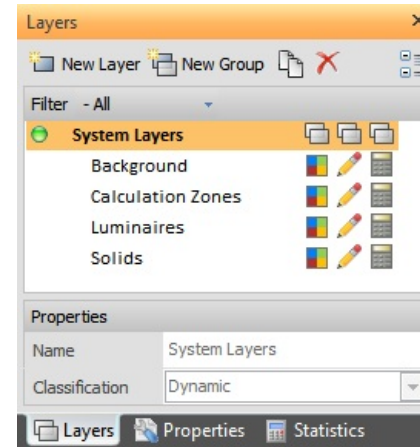 Layers
New Layer New Group
Filter - All
System Layers
Background
Calculation Zones
Luminaires
Solids
Properties
Name System Layers
Classification Dynamic
Layers Properties Statistics